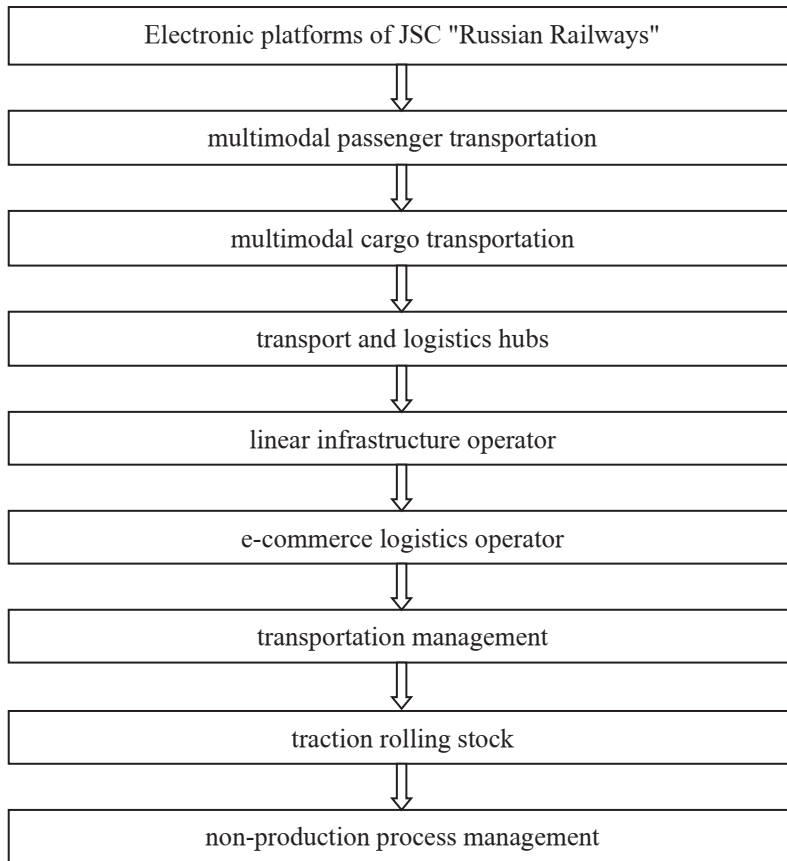 Electronic platforms of JSC "Russian Railways"
multimodal passenger transportation
multimodal cargo transportation
transport and logistics hubs
linear infrastructure operator
e-commerce logistics operator
transportation management
traction rolling stock
non-production process management